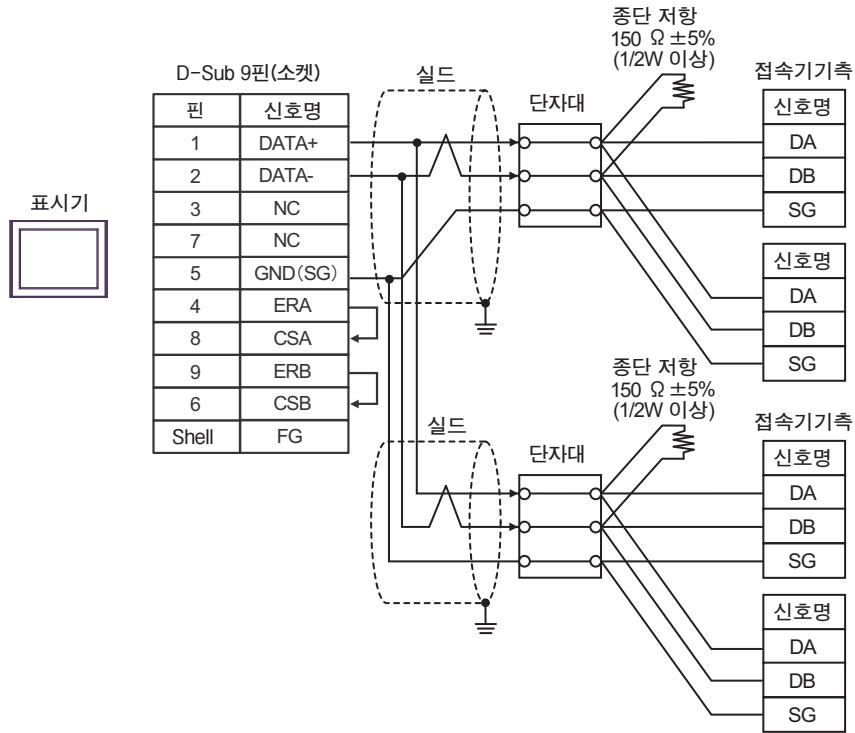 종단 저항
150 Ω ±5%
(1/2W 이상)
D-Sub 9핀(소켓)
실드
단자대
접속기기측
핀 신호명
1 DATA+
2 DATA-
3 NC
7 NC
5 GND(SG)
4 ERA
8 CSA
9 ERB
6 CSB
Shell FG
표시기
신호명
DA
DB
SG
신호명
DA
DB
SG
종단 저항
150 Ω ±5%
(1/2W 이상)
실드
단자대
접속기기측
신호명
DA
DB
SG
신호명
DA
DB
SG